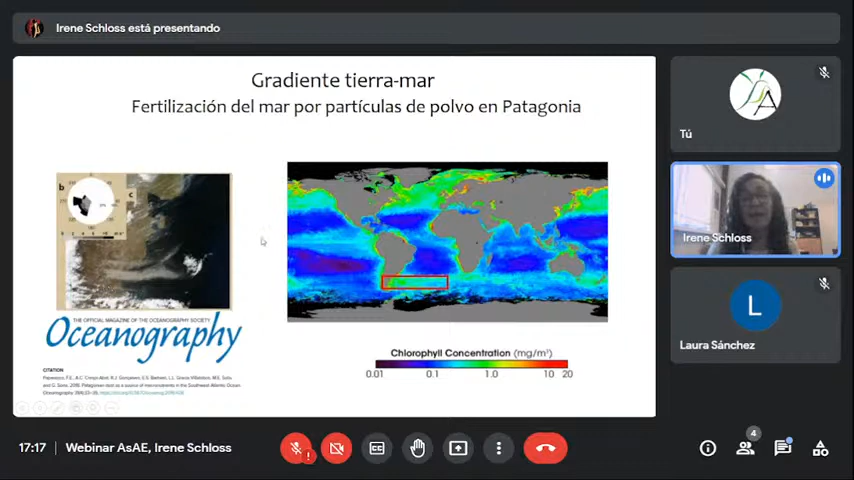 Irene Schloss está presentando
Gradiente tierra-mar
Fertilización del mar por partículas de polvo en Patagonia
b
c
THE OFFICIAL MAGAZINE OF THE OCEANOGRAPHY SOCIETY
Oceanography
CITATION
Chlorophyll Concentration (mg/m³)
0.01 0.1 1.0 10 20
Tú
Irene Schloss
L
Laura Sánchez
17:17 | Webinar AsAE, Irene Schloss
4